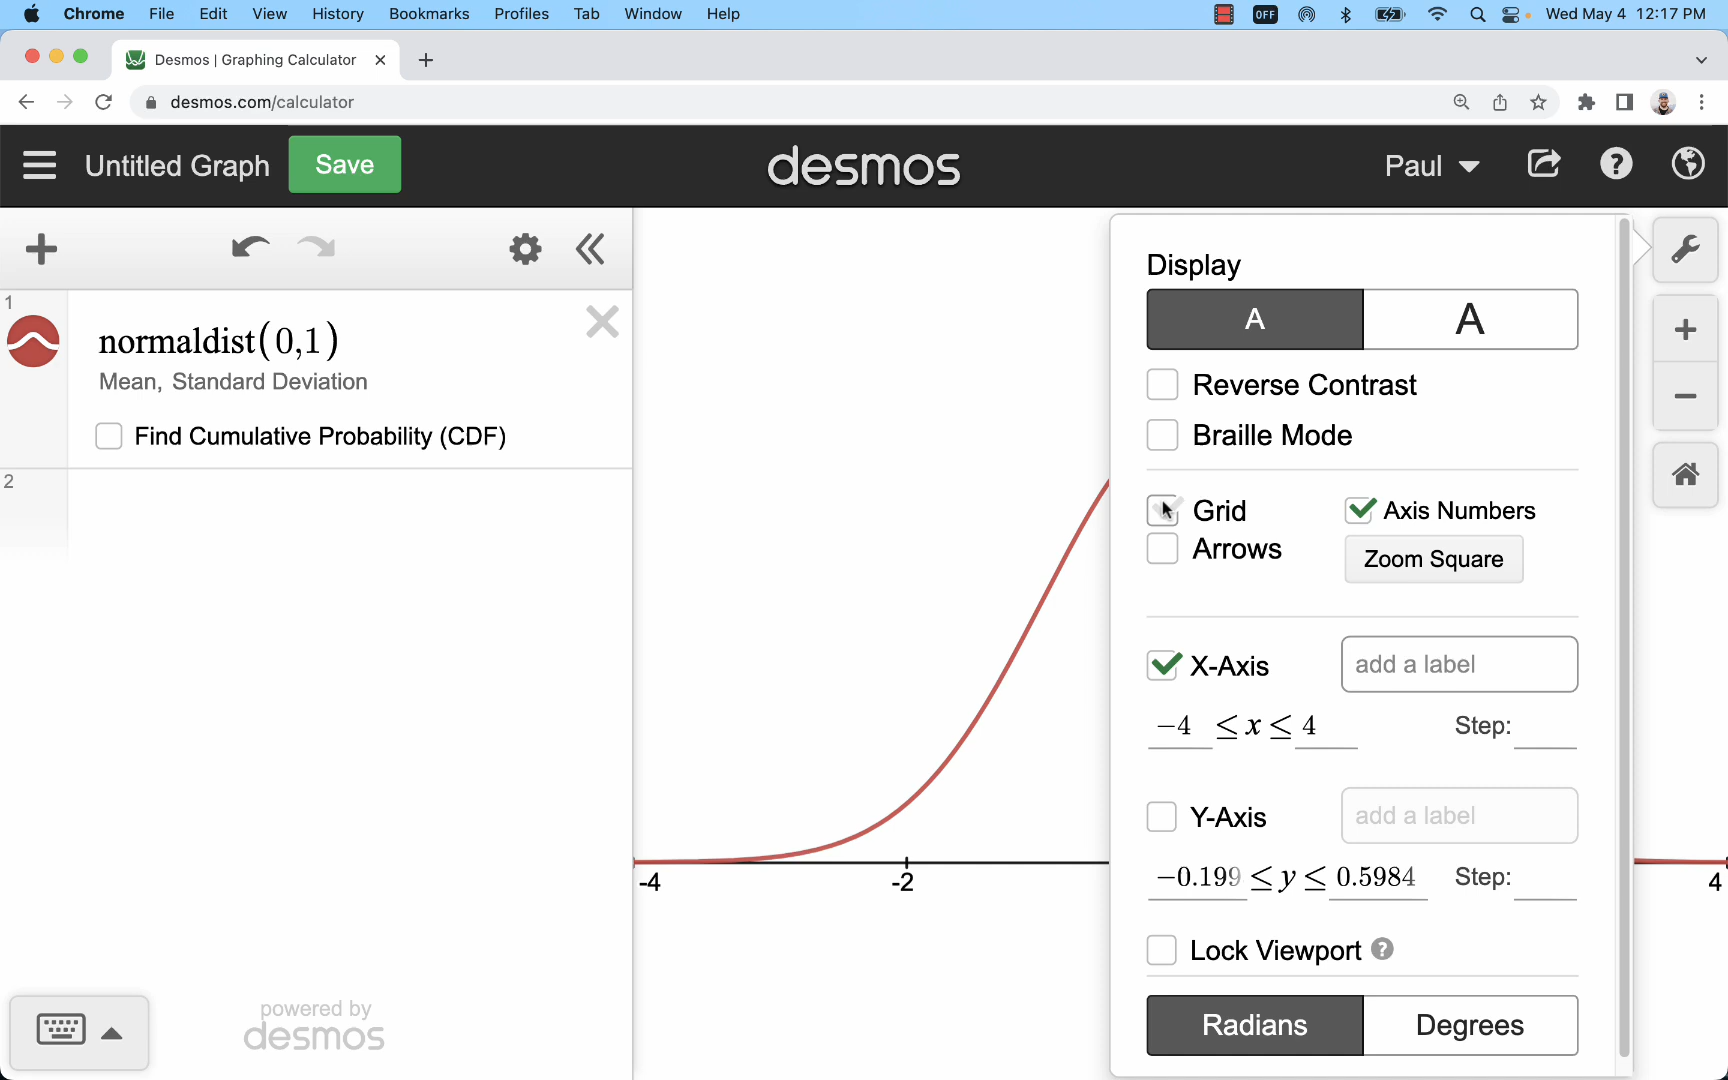 Chrome File Edit View History Bookmarks Profiles Tab Window Help OFF Wed May 4 12:17 PM
Desmos | Graphing Calculator
desmos.com/calculator
Untitled Graph Save desmos Paul
1
normaldist(0,1)
Mean, Standard Deviation
Find Cumulative Probability (CDF)
2
powered by
desmos
-4 -2 4
Display
A A
Reverse Contrast
Braille Mode
Grid Axis Numbers
Arrows Zoom Square
X-Axis add a label
−4 ≤ x ≤ 4 Step:
Y-Axis add a label
−0.199 ≤ y ≤ 0.5984 Step:
Lock Viewport ?
Radians Degrees